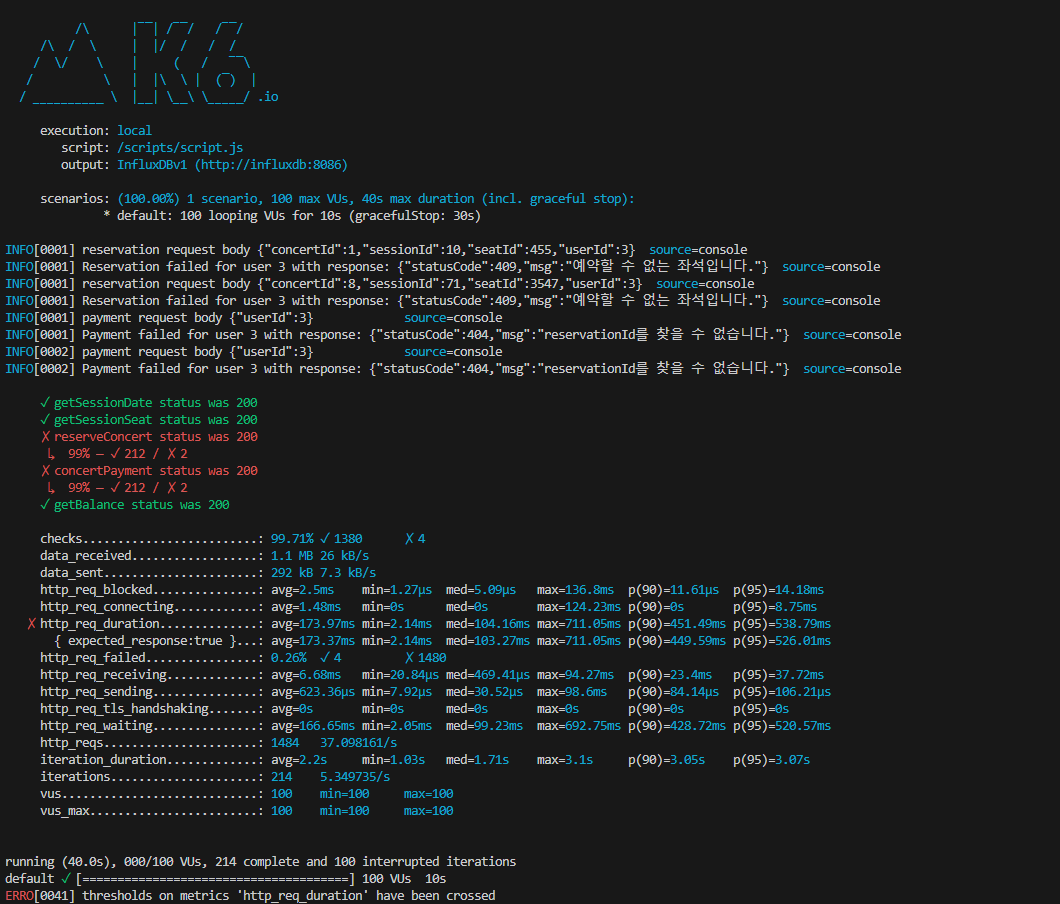 .io
execution: local
script: /scripts/script.js
output: InfluxDBv1 (http://influxdb:8086)
scenarios: (100.00%) 1 scenario, 100 max VUs, 40s max duration (incl. graceful stop):
* default: 100 looping VUs for 10s (gracefulStop: 30s)
INFO[0001] reservation request body {"concertId":1,"sessionId":10,"seatId":455,"userId":3}  source=console
INFO[0001] Reservation failed for user 3 with response: {"statusCode":409,"msg":"예약할 수 없는 좌석입니다."}  source=console
INFO[0001] reservation request body {"concertId":8,"sessionId":71,"seatId":3547,"userId":3}  source=console
INFO[0001] Reservation failed for user 3 with response: {"statusCode":409,"msg":"예약할 수 없는 좌석입니다."}  source=console
INFO[0001] payment request body {"userId":3}             source=console
INFO[0001] Payment failed for user 3 with response: {"statusCode":404,"msg":"reservationId를 찾을 수 없습니다."}  source=console
INFO[0002] payment request body {"userId":3}             source=console
INFO[0002] Payment failed for user 3 with response: {"statusCode":404,"msg":"reservationId를 찾을 수 없습니다."}  source=console
✓ getSessionDate status was 200
✓ getSessionSeat status was 200
✗ reserveConcert status was 200
↳  99% — ✓ 212 / ✗ 2
✗ concertPayment status was 200
↳  99% — ✓ 212 / ✗ 2
✓ getBalance status was 200
checks.........................: 99.71% ✓ 1380      ✗ 4
data_received..................: 1.1 MB 26 kB/s
data_sent......................: 292 kB 7.3 kB/s
http_req_blocked...............: avg=2.5ms    min=1.27µs  med=5.09µs   max=136.8ms  p(90)=11.61µs  p(95)=14.18ms
http_req_connecting............: avg=1.48ms   min=0s      med=0s       max=124.23ms p(90)=0s       p(95)=8.75ms
✗ http_req_duration..............: avg=173.97ms min=2.14ms  med=104.16ms max=711.05ms p(90)=451.49ms p(95)=538.79ms
{ expected_response:true }...: avg=173.37ms min=2.14ms  med=103.27ms max=711.05ms p(90)=449.59ms p(95)=526.01ms
http_req_failed................: 0.26%  ✓ 4         ✗ 1480
http_req_receiving.............: avg=6.68ms   min=20.84µs med=469.41µs max=94.27ms  p(90)=23.4ms   p(95)=37.72ms
http_req_sending...............: avg=623.36µs min=7.92µs  med=30.52µs  max=98.6ms   p(90)=84.14µs  p(95)=106.21µs
http_req_tls_handshaking.......: avg=0s       min=0s      med=0s       max=0s       p(90)=0s       p(95)=0s
http_req_waiting...............: avg=166.65ms min=2.05ms  med=99.23ms  max=692.75ms p(90)=428.72ms p(95)=520.57ms
http_reqs......................: 1484   37.098161/s
iteration_duration.............: avg=2.2s     min=1.03s   med=1.71s    max=3.1s     p(90)=3.05s    p(95)=3.07s
iterations.....................: 214    5.349735/s
vus............................: 100    min=100     max=100
vus_max........................: 100    min=100     max=100
running (40.0s), 000/100 VUs, 214 complete and 100 interrupted iterations
default ✓ [======================================] 100 VUs  10s
ERRO[0041] thresholds on metrics 'http_req_duration' have been crossed